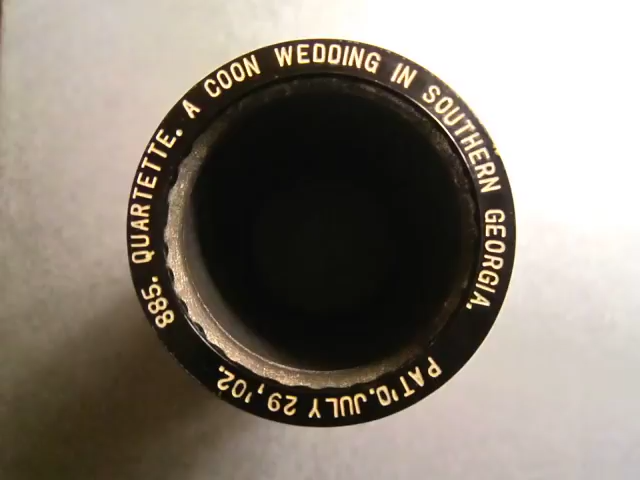 885. QUARTETTE. A COON WEDDING IN SOUTHERN GEORGIA.
PAT'D. JULY 29, '02.